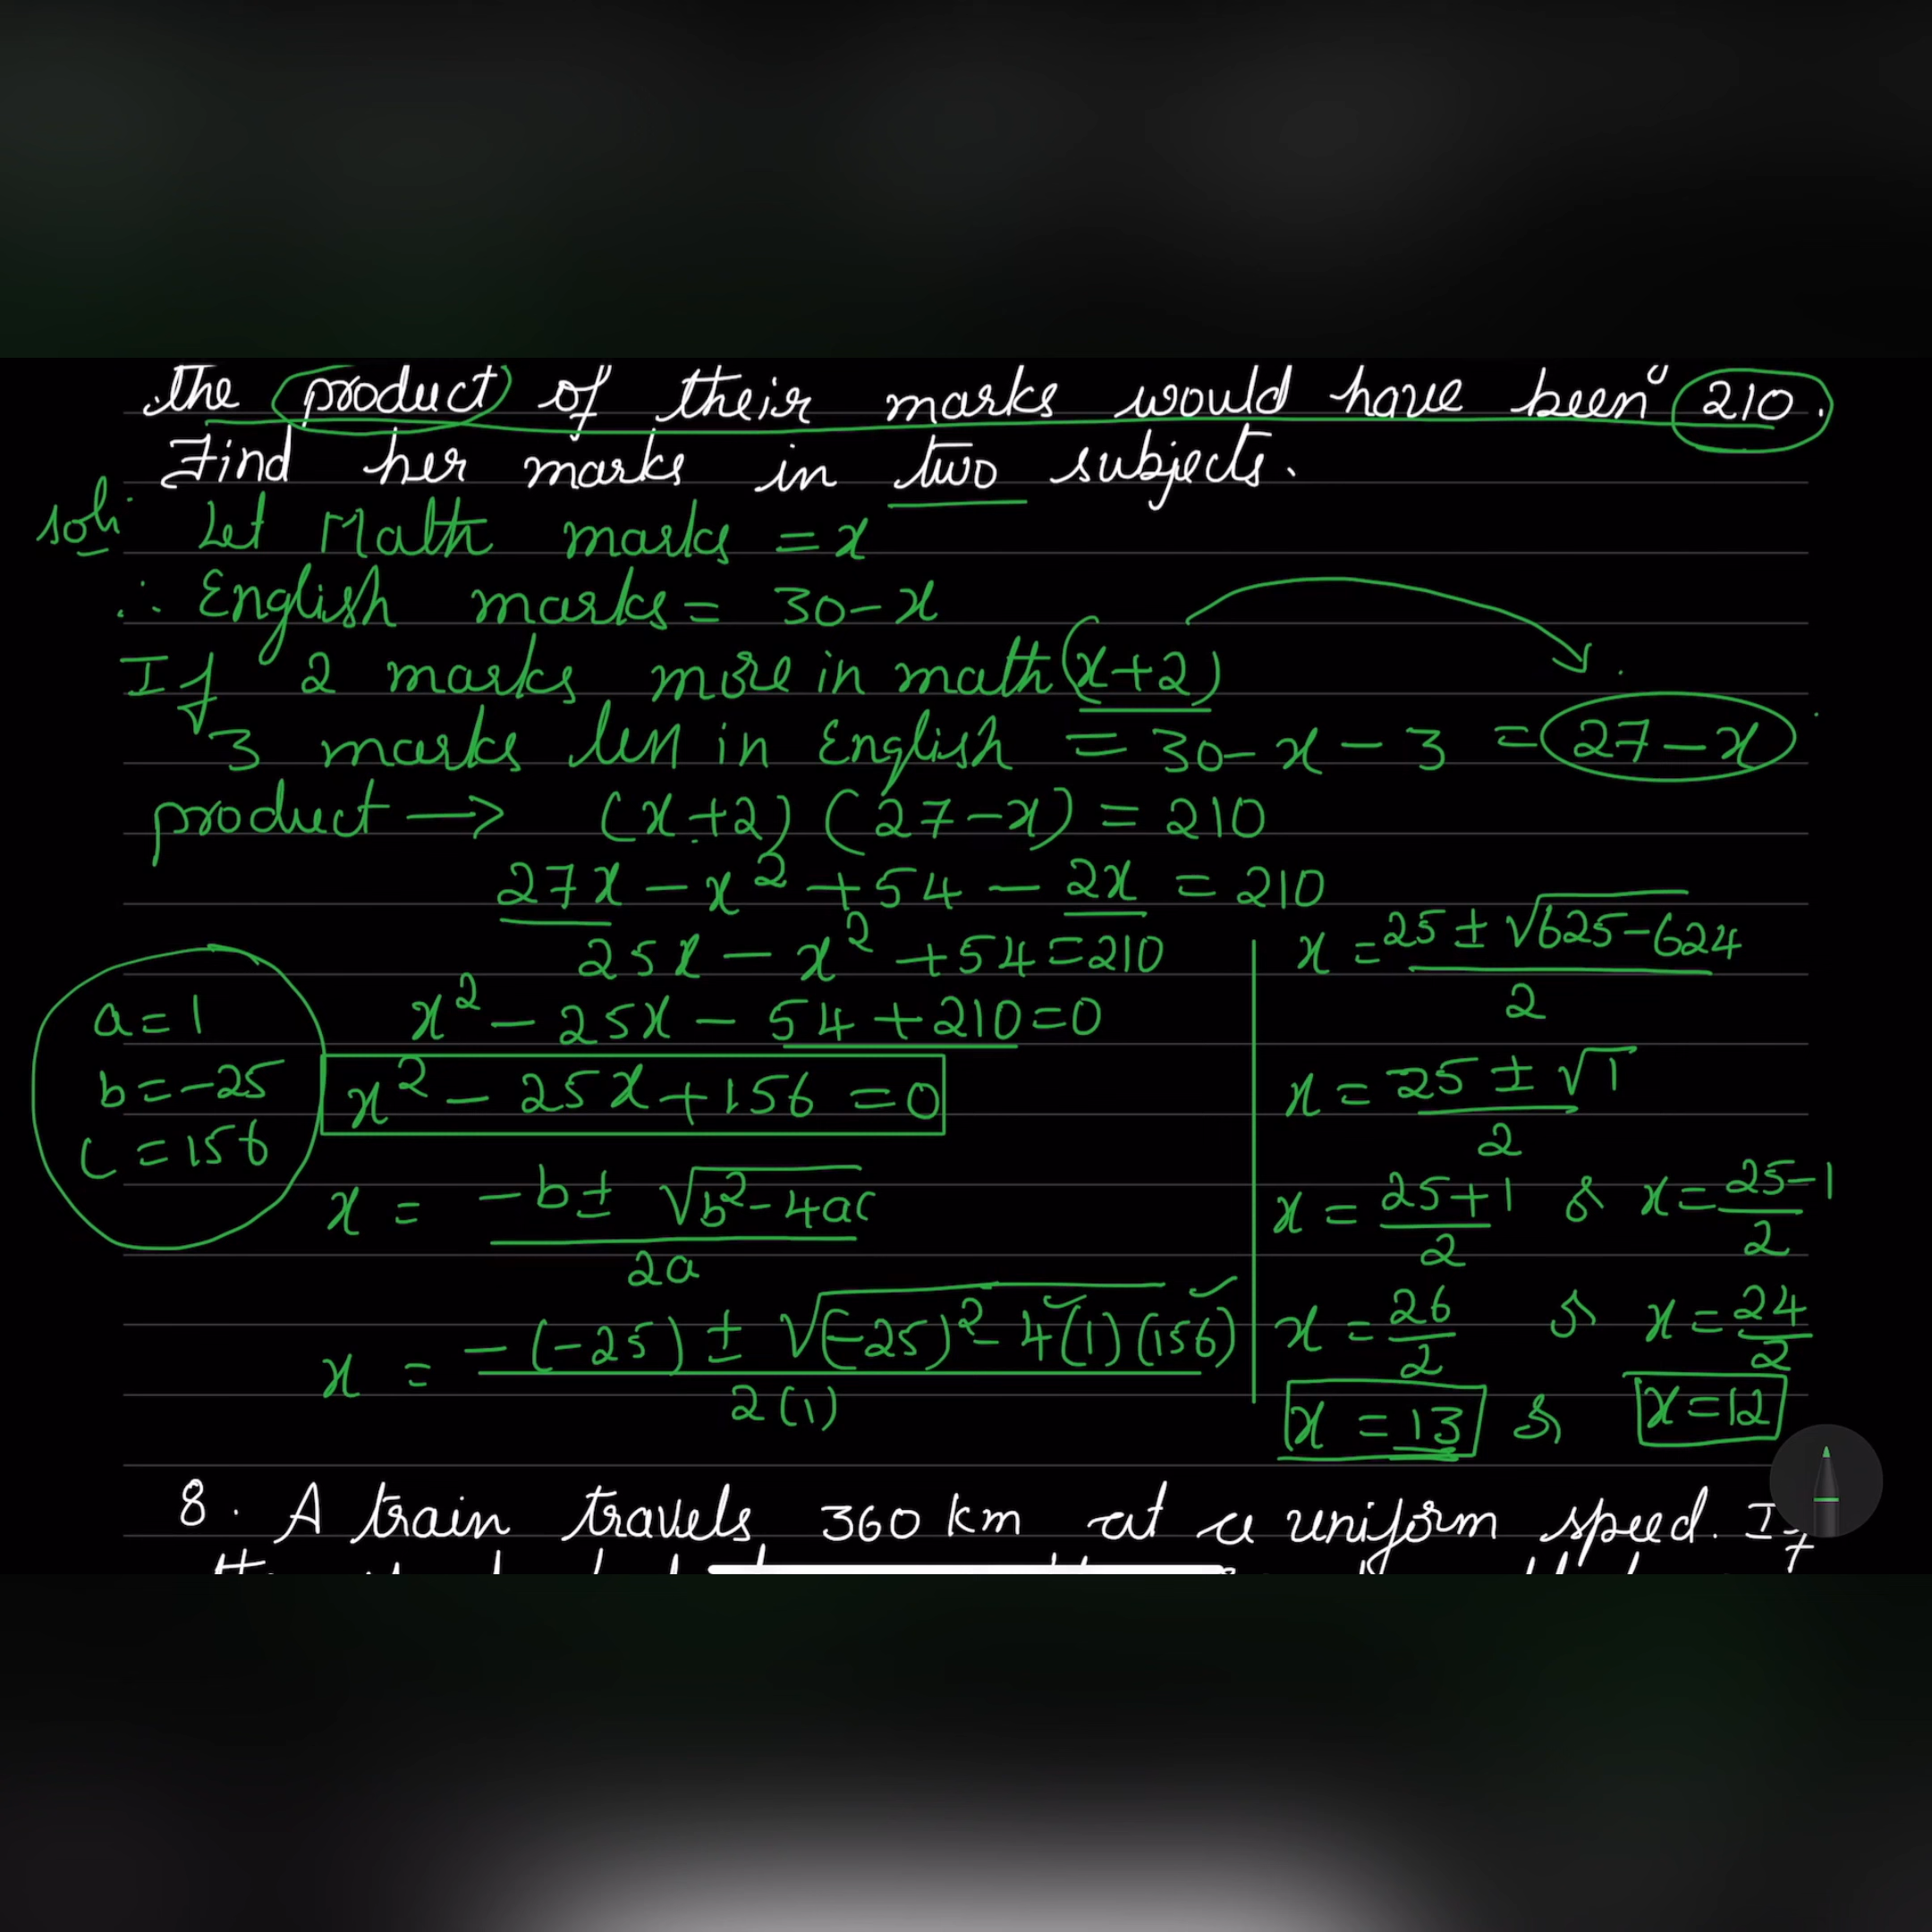 the product of their marks would have been 210.
Find her marks in two subjects.
soln Let Math marks = x
∴ English marks = 30 - x
If 2 marks more in math (x+2)
3 marks less in English = 30 - x - 3 = 27 - x
product → (x+2) (27-x) = 210
27x - x² + 54 - 2x = 210
25x - x² + 54 = 210
x² - 25x - 54 + 210 = 0
a = 1
b = -25
c = 156
x² - 25x + 156 = 0
x = -b ± √b² - 4ac / 2a
x = -(-25) ± √(-25)² - 4(1)(156) / 2(1)
x = 25 ± √625 - 624 / 2
x = 25 ± √1 / 2
x = 25+1 / 2 & x = 25-1 / 2
x = 26/2 & x = 24/2
x = 13 & x = 12
8. A train travels 360 km at a uniform speed. If